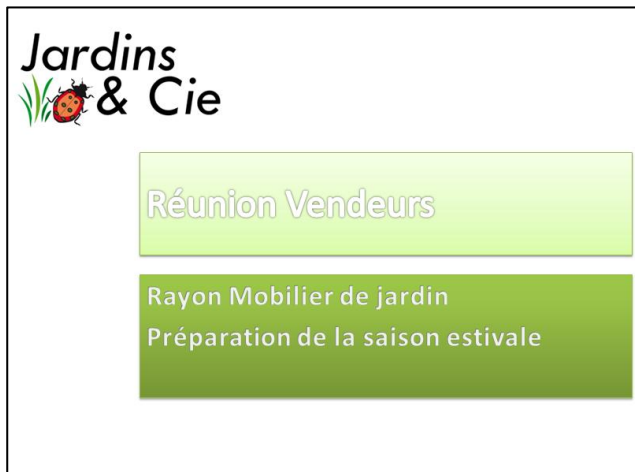 Jardins
& Cie
Réunion Vendeurs
Rayon Mobilier de jardin
Préparation de la saison estivale